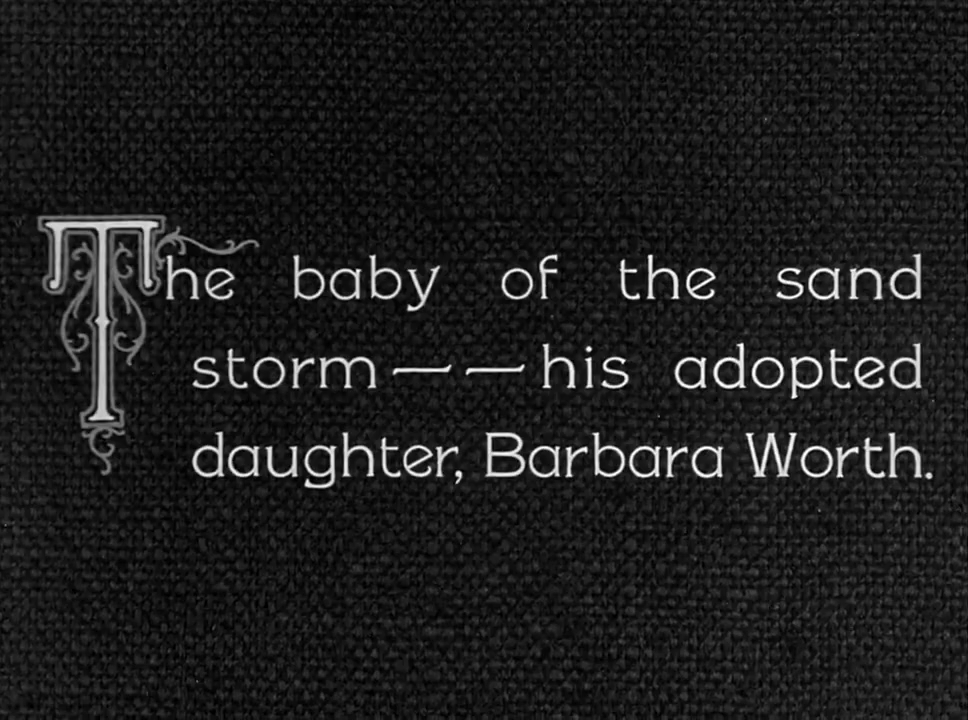 The baby of the sand
storm——his adopted
daughter, Barbara Worth.